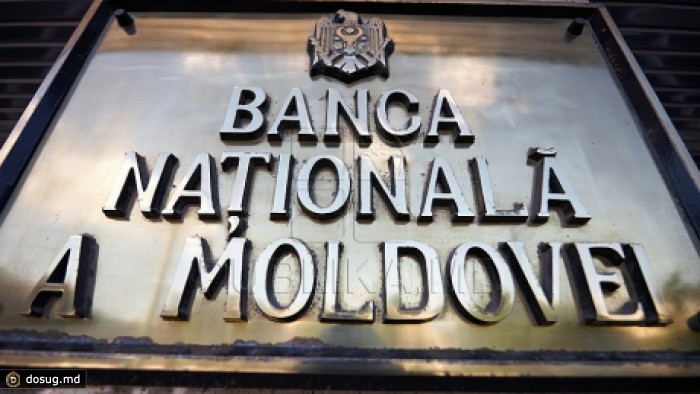 BANCA
NAȚIONALĂ
A MOLDOVEI
dosug.md